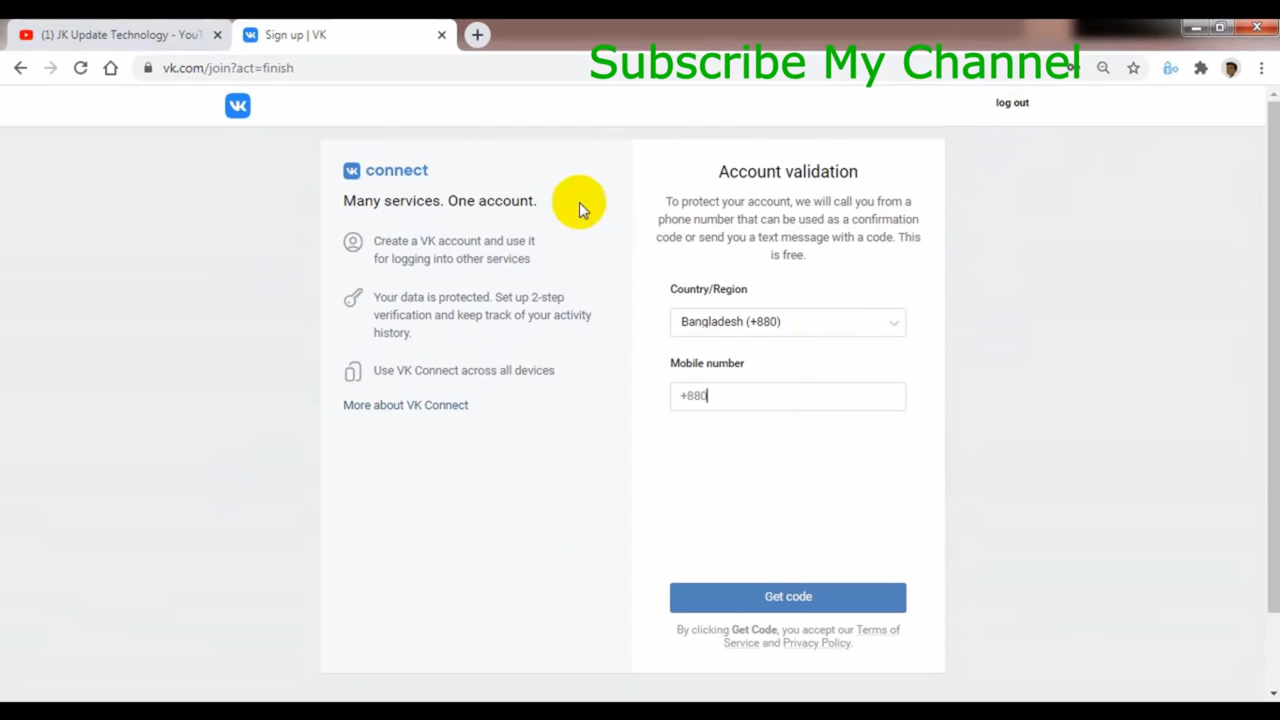 (1) JK Update Technology - YouT
Sign up | VK
Subscribe My Channel
vk.com/join?act=finish
log out
connect
Many services. One account.
Create a VK account and use it
for logging into other services
Your data is protected. Set up 2-step
verification and keep track of your activity
history.
Use VK Connect across all devices
More about VK Connect
Account validation
To protect your account, we will call you from a
phone number that can be used as a confirmation
code or send you a text message with a code. This
is free.
Country/Region
Bangladesh (+880)
Mobile number
+880
Get code
By clicking Get Code, you accept our Terms of
Service and Privacy Policy.